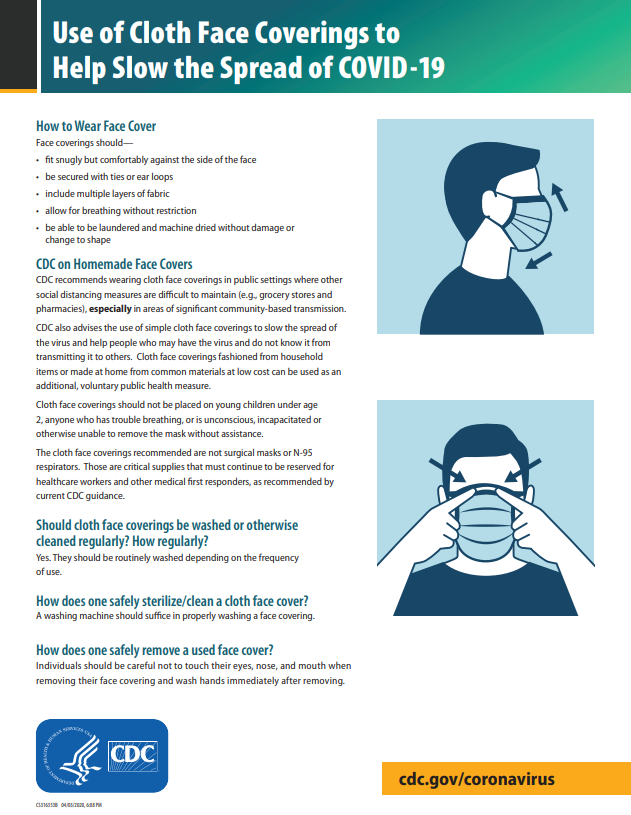 Use of Cloth Face Coverings to
Help Slow the Spread of COVID-19
How to Wear Face Cover
Face coverings should—
• fit snugly but comfortably against the side of the face
• be secured with ties or ear loops
• include multiple layers of fabric
• allow for breathing without restriction
• be able to be laundered and machine dried without damage or
change to shape
CDC on Homemade Face Covers
CDC recommends wearing cloth face coverings in public settings where other
social distancing measures are difficult to maintain (e.g., grocery stores and
pharmacies), especially in areas of significant community-based transmission.
CDC also advises the use of simple cloth face coverings to slow the spread of
the virus and help people who may have the virus and do not know it from
transmitting it to others. Cloth face coverings fashioned from household
items or made at home from common materials at low cost can be used as an
additional, voluntary public health measure.
Cloth face coverings should not be placed on young children under age
2, anyone who has trouble breathing, or is unconscious, incapacitated or
otherwise unable to remove the mask without assistance.
The cloth face coverings recommended are not surgical masks or N-95
respirators. Those are critical supplies that must continue to be reserved for
healthcare workers and other medical first responders, as recommended by
current CDC guidance.
Should cloth face coverings be washed or otherwise
cleaned regularly? How regularly?
Yes. They should be routinely washed depending on the frequency
of use.
How does one safely sterilize/clean a cloth face cover?
A washing machine should suffice in properly washing a face covering.
How does one safely remove a used face cover?
Individuals should be careful not to touch their eyes, nose, and mouth when
removing their face covering and wash hands immediately after removing.
DEPARTMENT OF HEALTH & HUMAN SERVICES USA
CDC
cdc.gov/coronavirus
CS316353B 04/03/2020, 6:08 PM